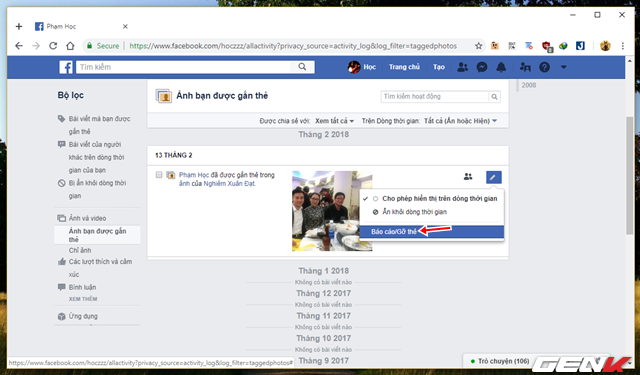 Phạm Học
Secure https://www.facebook.com/hoczzz/allactivity?privacy_source=activity_log&log_filter=taggedphotos
Tìm kiếm
Học Trang chủ Tạo
2008
Bộ lọc
Bài viết mà bạn được
gắn thẻ
Bài viết của người
khác trên dòng thời
gian của bạn
Bị ẩn khỏi dòng thời
gian
Ảnh và video
Ảnh bạn được gắn
thẻ
Chỉ ảnh
Các lượt thích và cảm
xúc
Bình luận
XEM THÊM
Ứng dụng
Ảnh bạn được gắn thẻ
Tìm kiếm hoạt động
Được chia sẻ với: Xem tất cả Trên Dòng thời gian: Tất cả (Ẩn hoặc Hiện)
Tháng 2 2018
13 THÁNG 2
Phạm Học đã được gắn thẻ trong
ảnh của Nghiêm Xuân Đạt.
Cho phép hiển thị trên dòng thời gian
Ẩn khỏi dòng thời gian
Báo cáo/Gỡ thẻ
Tháng 1 2018
Không có bài viết nào
Tháng 12 2017
Không có bài viết nào
Tháng 11 2017
Không có bài viết nào
Tháng 10 2017
Không có bài viết nào
Tháng 9 2017
https://www.facebook.com/hoczzz/allactivity?privacy_source=activity_log&log_filter=taggedphotos#
Trò chuyện (106)
GENK